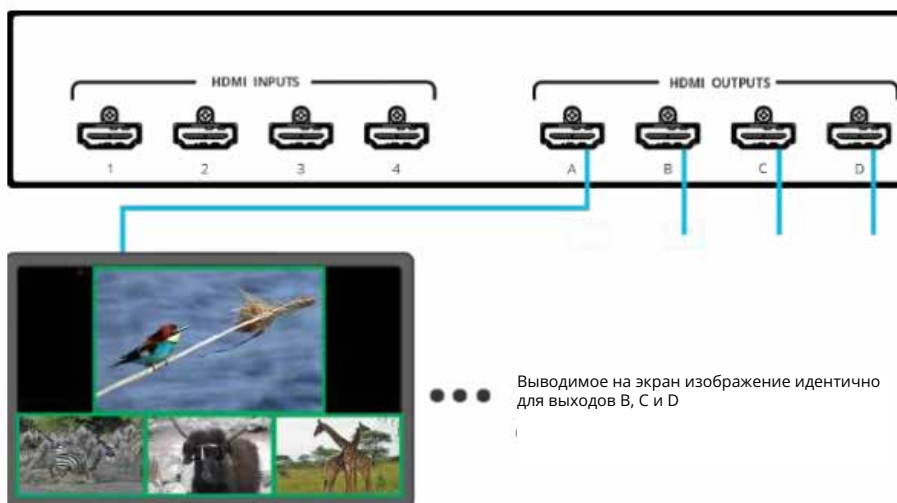 HDMI INPUTS HDMI OUTPUTS
1 2 3 4 A B C D
Выводимое на экран изображение идентично
для выходов B, C и D